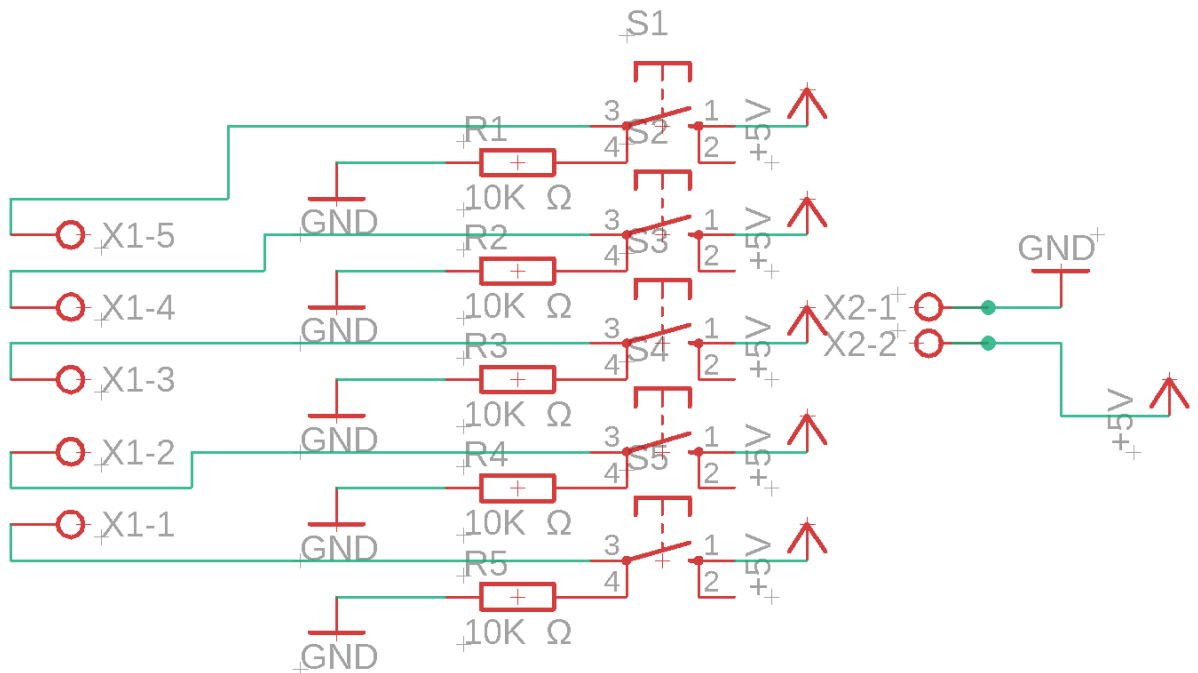 S1
3
1
+5V
R1
4
S2
2
10K Ω
X1-5
GND
3
1
+5V
R2
4
S3
2
GND
10K Ω
X1-4
GND
3
1
+5V
X2-1
R3
4
S4
2
X2-2
10K Ω
X1-3
GND
3
1
+5V
+5V
X1-2
R4
4
S5
2
10K Ω
X1-1
GND
3
1
+5V
R5
4
2
10K Ω
GND